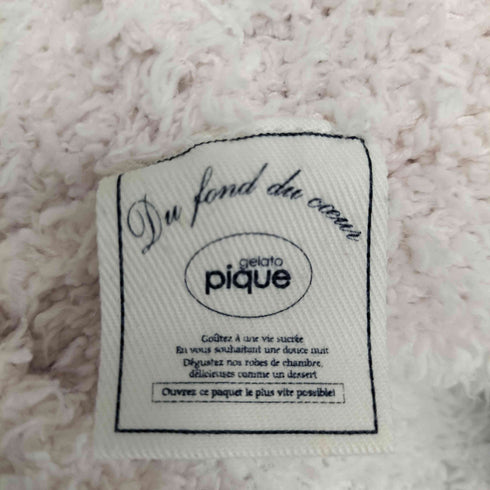 Du fond du cœur
gelato
pique
Goûtez à une vie sucrée
En vous souhaitant une douce nuit
Dégustez nos robes de chambre,
délicieuses comme un dessert
Ouvrez ce paquet le plus vite possible!